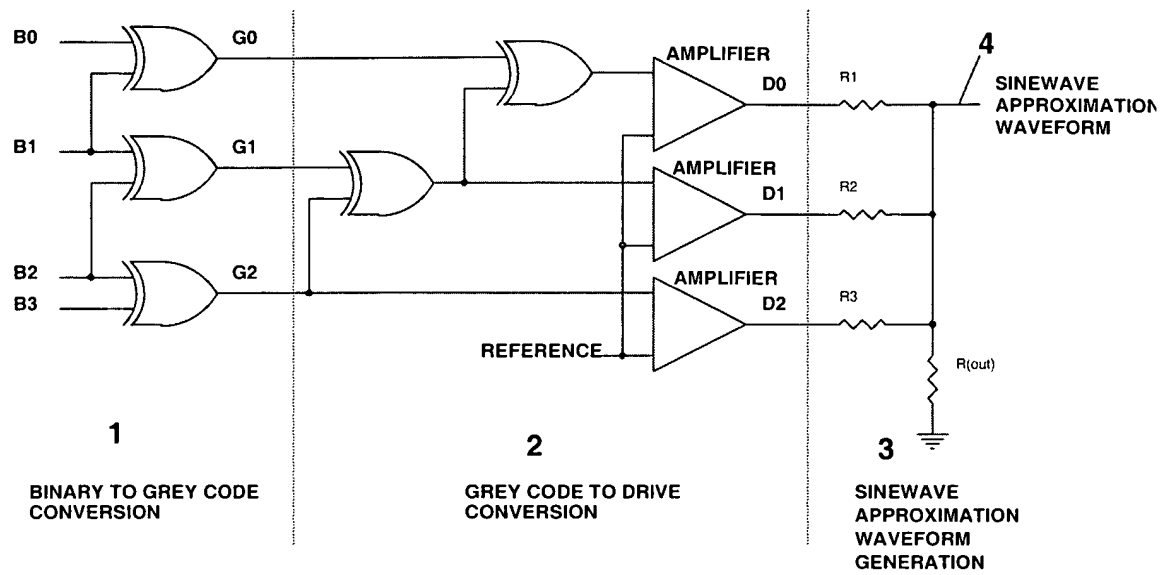 B0
G0
AMPLIFIER
D0
R1
4
SINEWAVE
APPROXIMATION
WAVEFORM
B1
G1
AMPLIFIER
D1
R2
B2
B3
G2
AMPLIFIER
D2
R3
REFERENCE
R(out)
1
BINARY TO GREY CODE
CONVERSION
2
GREY CODE TO DRIVE
CONVERSION
3
SINEWAVE
APPROXIMATION
WAVEFORM
GENERATION